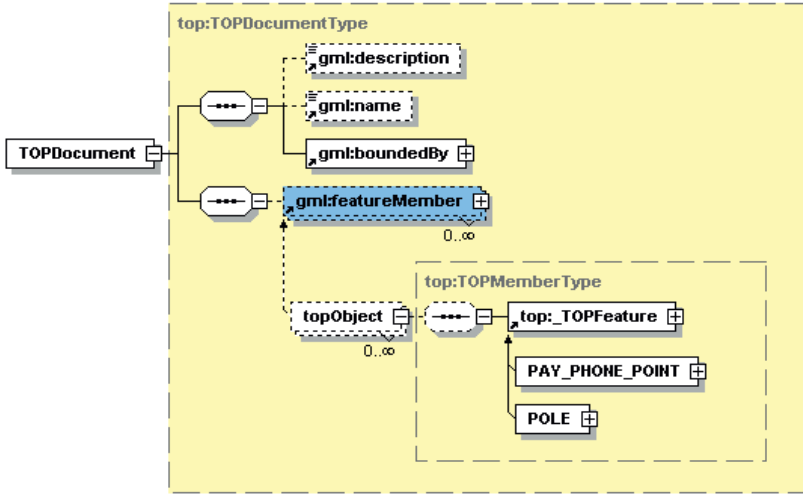 top:TOPDocumentType
gml:description
gml:name
TOPDocument
gml:boundedBy
gml:featureMember
0..∞
top:TOPMemberType
topObject
top:_TOPFeature
0..∞
PAY_PHONE_POINT
POLE